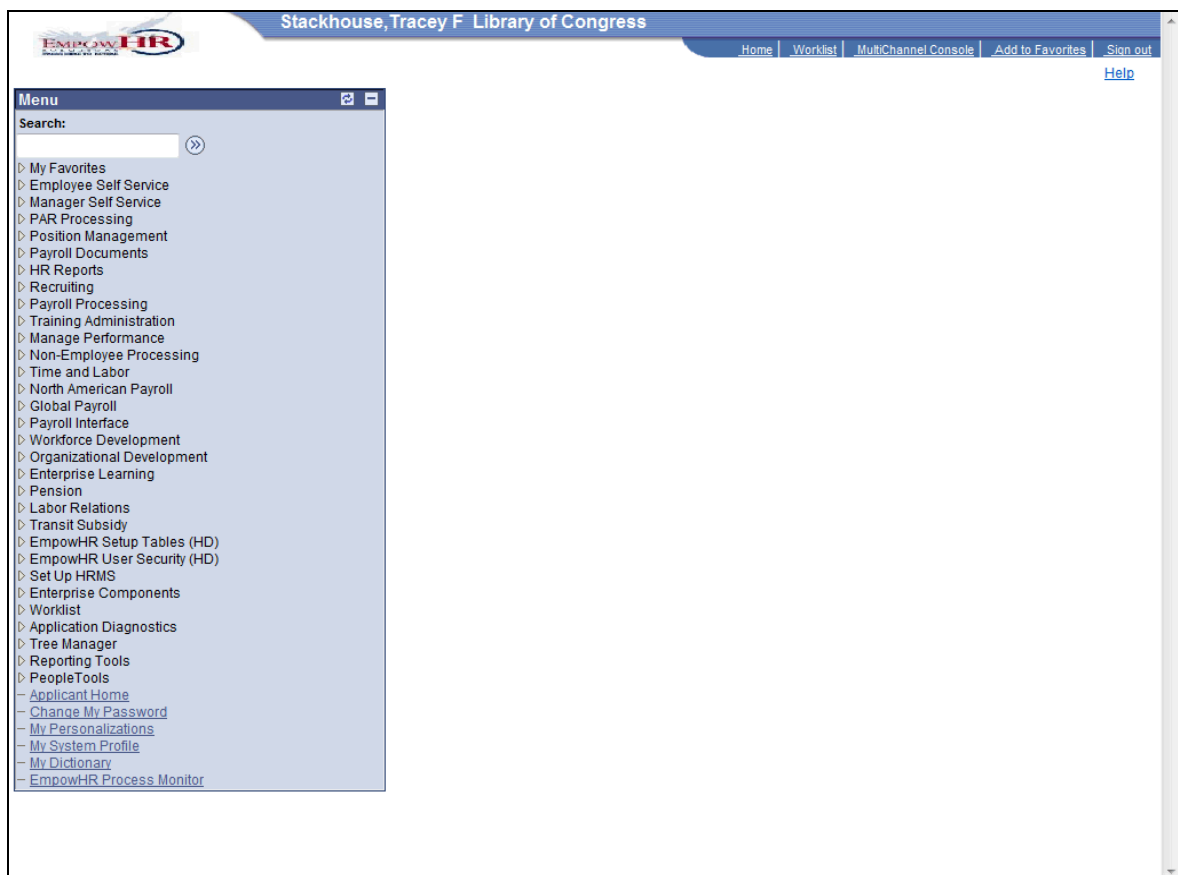 Stackhouse,Tracey F Library of Congress
EMPOWHR
Home Worklist MultiChannel Console Add to Favorites Sign out
Help
Menu
Search:
My Favorites
Employee Self Service
Manager Self Service
PAR Processing
Position Management
Payroll Documents
HR Reports
Recruiting
Payroll Processing
Training Administration
Manage Performance
Non-Employee Processing
Time and Labor
North American Payroll
Global Payroll
Payroll Interface
Workforce Development
Organizational Development
Enterprise Learning
Pension
Labor Relations
Transit Subsidy
EmpowHR Setup Tables (HD)
EmpowHR User Security (HD)
Set Up HRMS
Enterprise Components
Worklist
Application Diagnostics
Tree Manager
Reporting Tools
PeopleTools
Applicant Home
Change My Password
My Personalizations
My System Profile
My Dictionary
EmpowHR Process Monitor